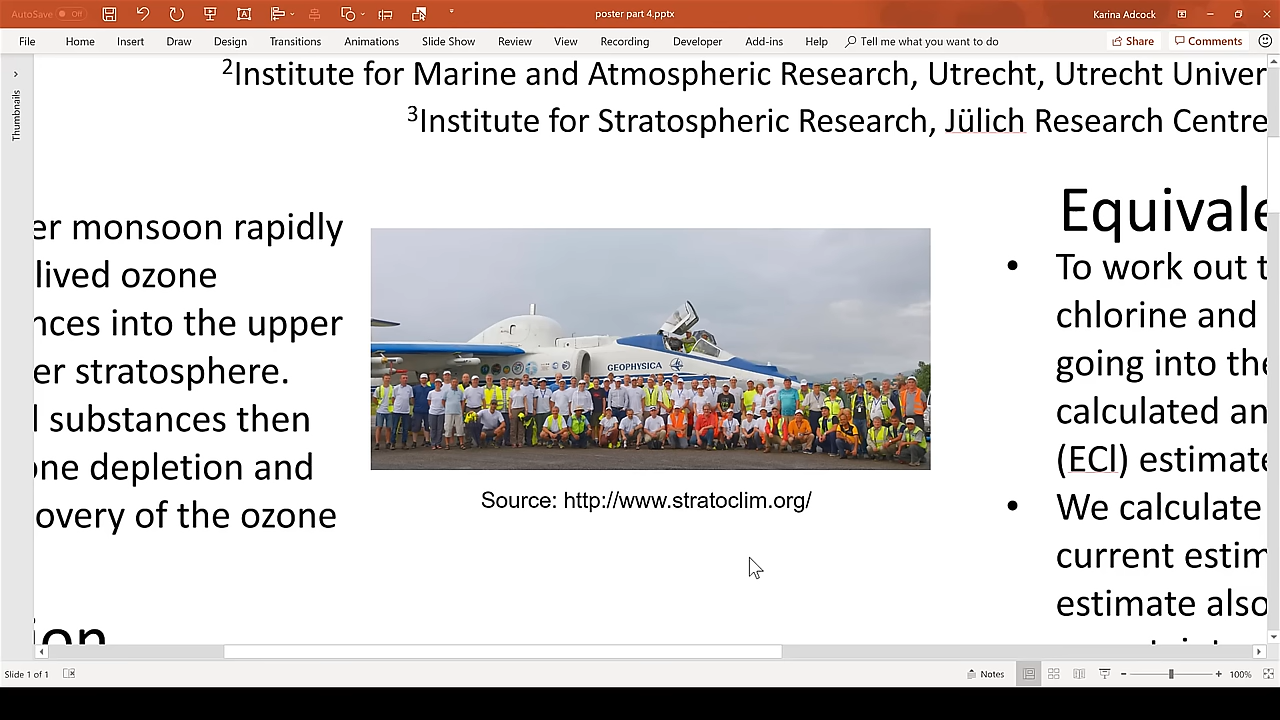 AutoSave Off
poster part 4.pptx
Karina Adcock
File Home Insert Draw Design Transitions Animations Slide Show Review View Recording Developer Add-ins Help Tell me what you want to do
Share Comments
Thumbnails
2Institute for Marine and Atmospheric Research, Utrecht, Utrecht Univer
3Institute for Stratospheric Research, Jülich Research Centre
er monsoon rapidly
lived ozone
nces into the upper
er stratosphere.
l substances then
one depletion and
overy of the ozone
ion
GEOPHYSICA
Source: http://www.stratoclim.org/
Equivale
• To work out t
chlorine and
going into the
calculated an
(ECl) estimate
• We calculate
current estim
estimate also
Slide 1 of 1
Notes
100%